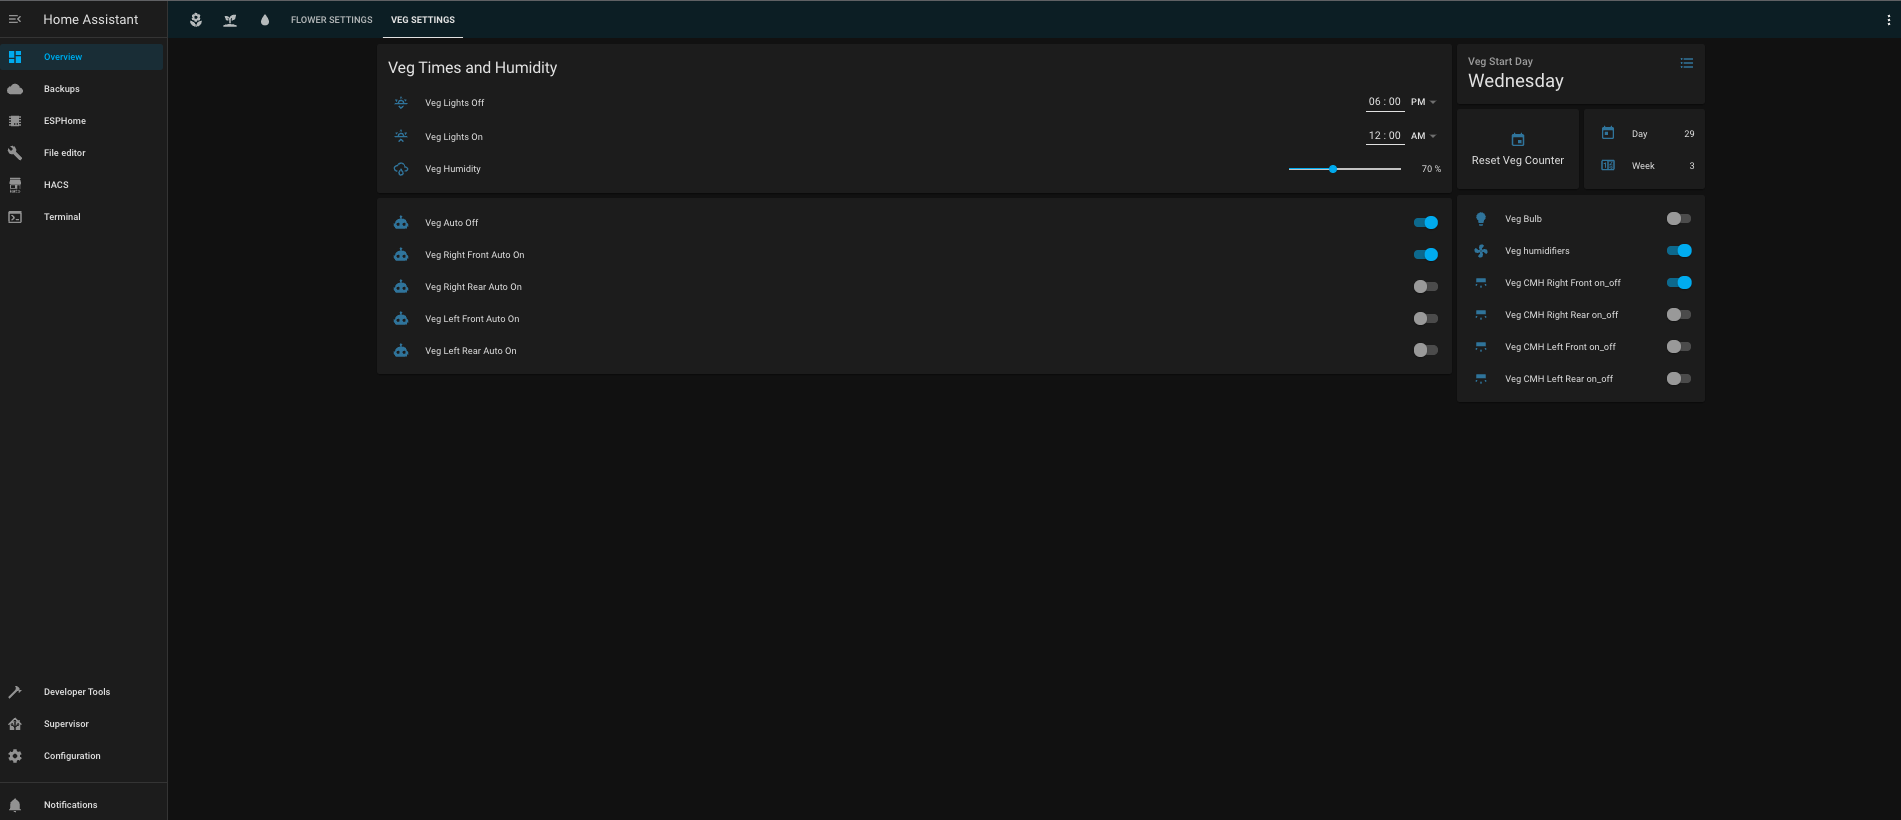 Home Assistant
FLOWER SETTINGS
VEG SETTINGS
Overview
Backups
ESPHome
File editor
HACS
Terminal
Developer Tools
Supervisor
Configuration
Notifications
Veg Times and Humidity
Veg Lights Off
06 : 00 PM
Veg Lights On
12 : 00 AM
Veg Humidity
70 %
Veg Auto Off
Veg Right Front Auto On
Veg Right Rear Auto On
Veg Left Front Auto On
Veg Left Rear Auto On
Veg Start Day
Wednesday
Reset Veg Counter
Day 29
Week 3
Veg Bulb
Veg humidifiers
Veg CMH Right Front on_off
Veg CMH Right Rear on_off
Veg CMH Left Front on_off
Veg CMH Left Rear on_off